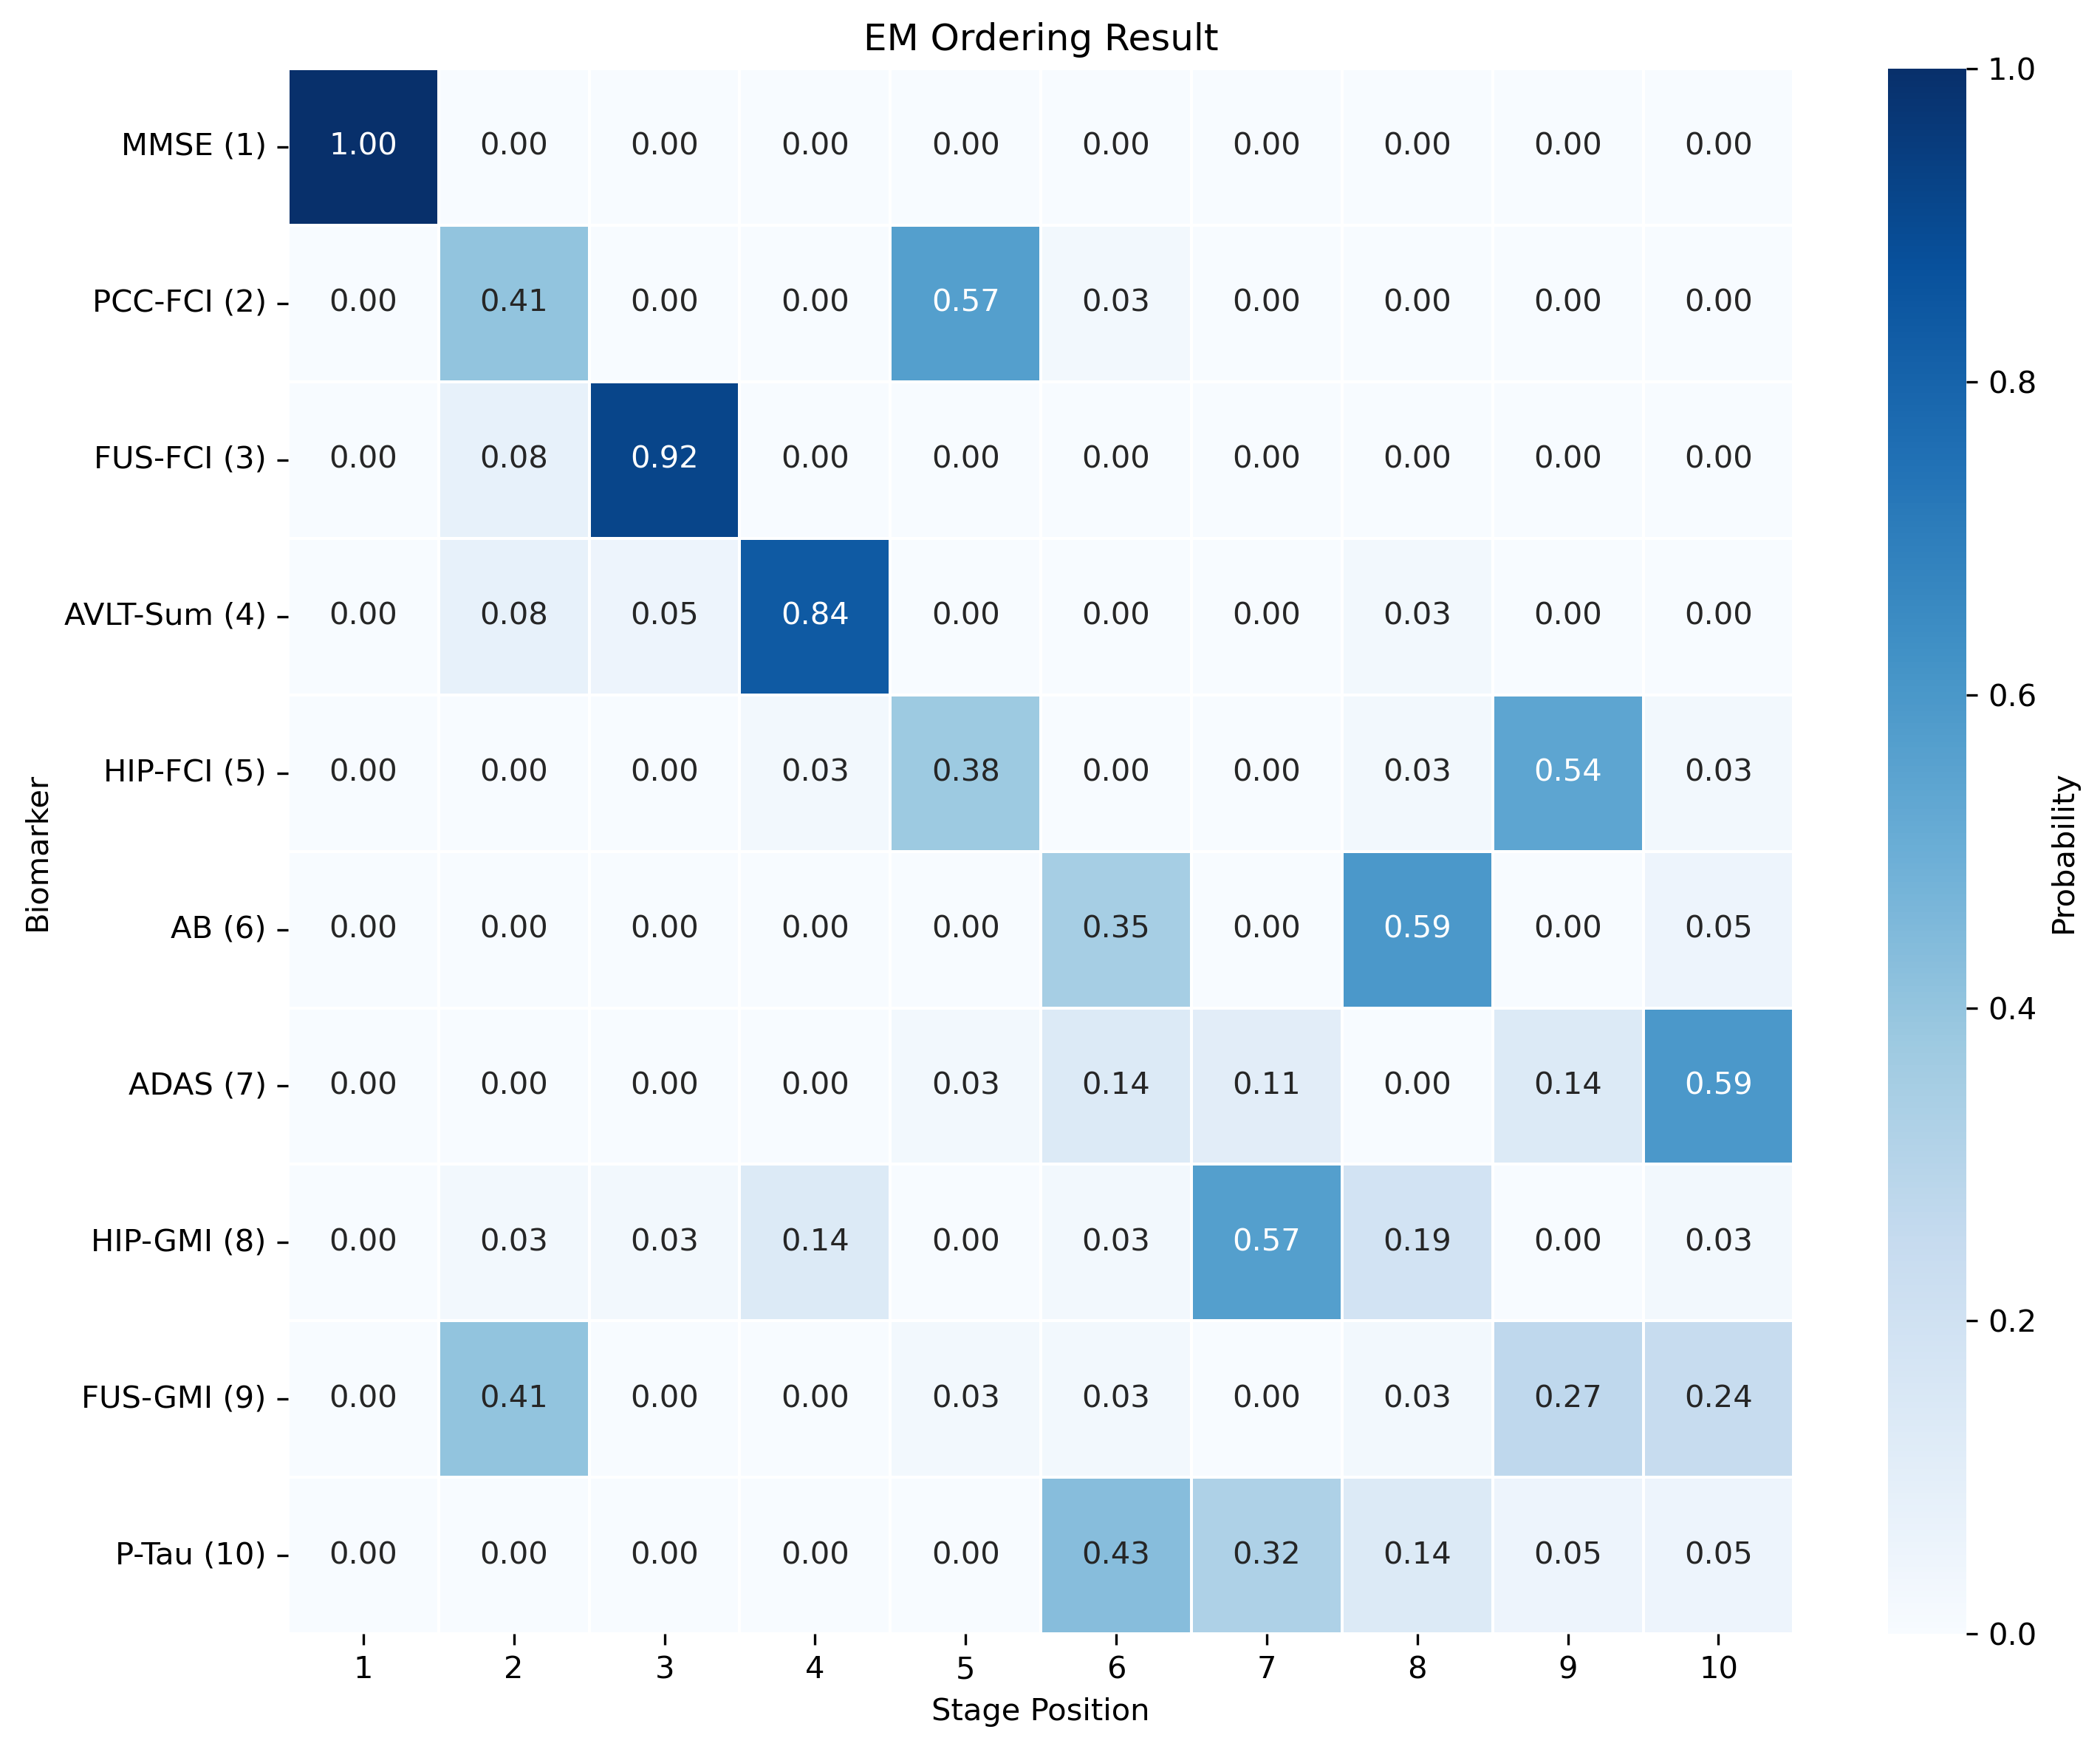 EM Ordering Result
MMSE (1) 1.00 0.00 0.00 0.00 0.00 0.00 0.00 0.00 0.00 0.00
PCC-FCI (2) 0.00 0.41 0.00 0.00 0.57 0.03 0.00 0.00 0.00 0.00
FUS-FCI (3) 0.00 0.08 0.92 0.00 0.00 0.00 0.00 0.00 0.00 0.00
AVLT-Sum (4) 0.00 0.08 0.05 0.84 0.00 0.00 0.00 0.03 0.00 0.00
HIP-FCI (5) 0.00 0.00 0.00 0.03 0.38 0.00 0.00 0.03 0.54 0.03
AB (6) 0.00 0.00 0.00 0.00 0.00 0.35 0.00 0.59 0.00 0.05
ADAS (7) 0.00 0.00 0.00 0.00 0.03 0.14 0.11 0.00 0.14 0.59
HIP-GMI (8) 0.00 0.03 0.03 0.14 0.00 0.03 0.57 0.19 0.00 0.03
FUS-GMI (9) 0.00 0.41 0.00 0.00 0.03 0.03 0.00 0.03 0.27 0.24
P-Tau (10) 0.00 0.00 0.00 0.00 0.00 0.43 0.32 0.14 0.05 0.05
1 2 3 4 5 6 7 8 9 10
Stage Position
Biomarker
1.0
0.8
0.6
0.4
0.2
0.0
Probability